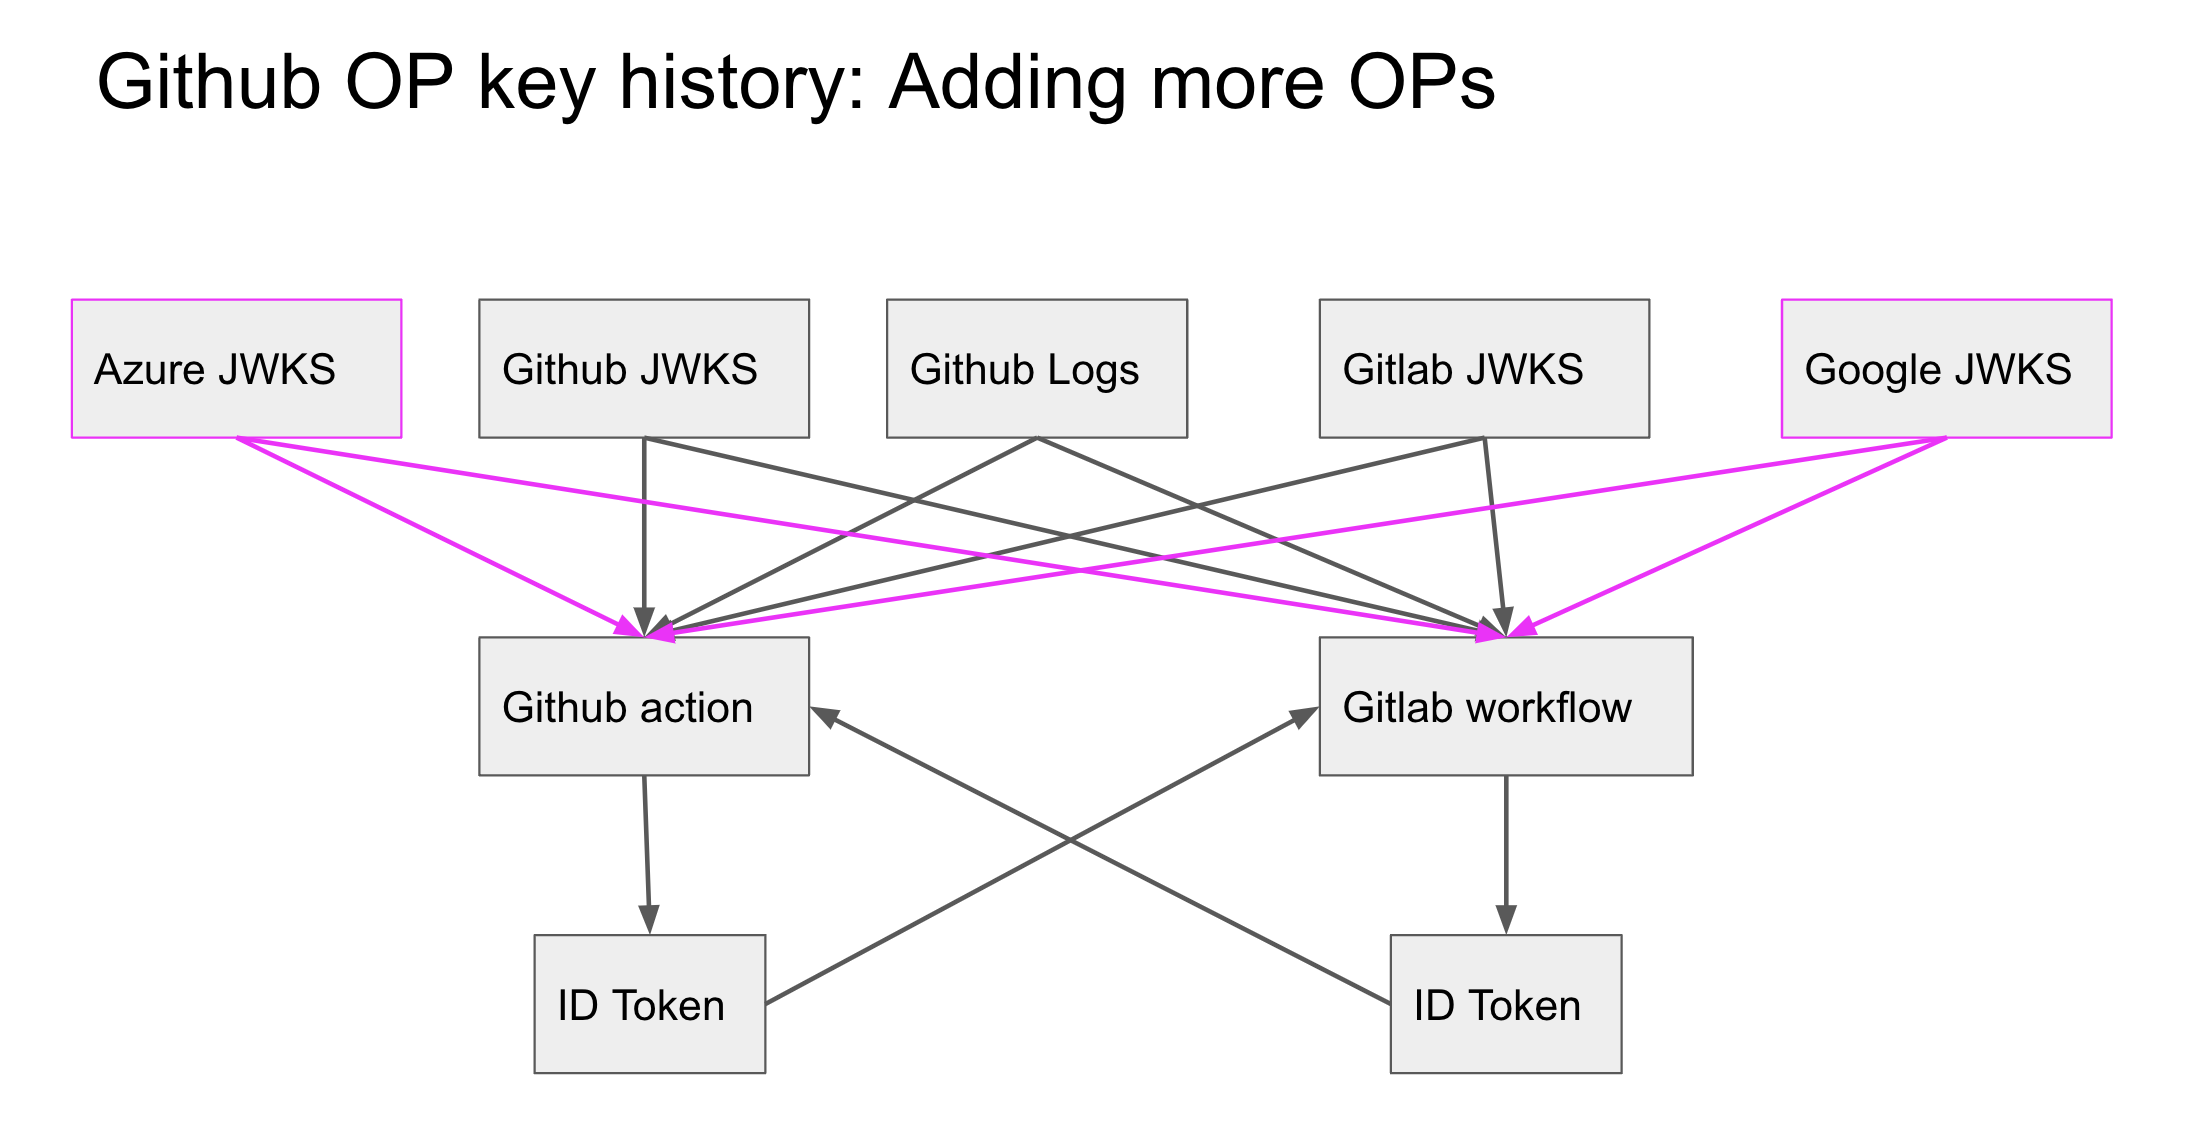 Github OP key history: Adding more OPs
Azure JWKS
Github JWKS
Github Logs
Gitlab JWKS
Google JWKS
Github action
Gitlab workflow
ID Token
ID Token